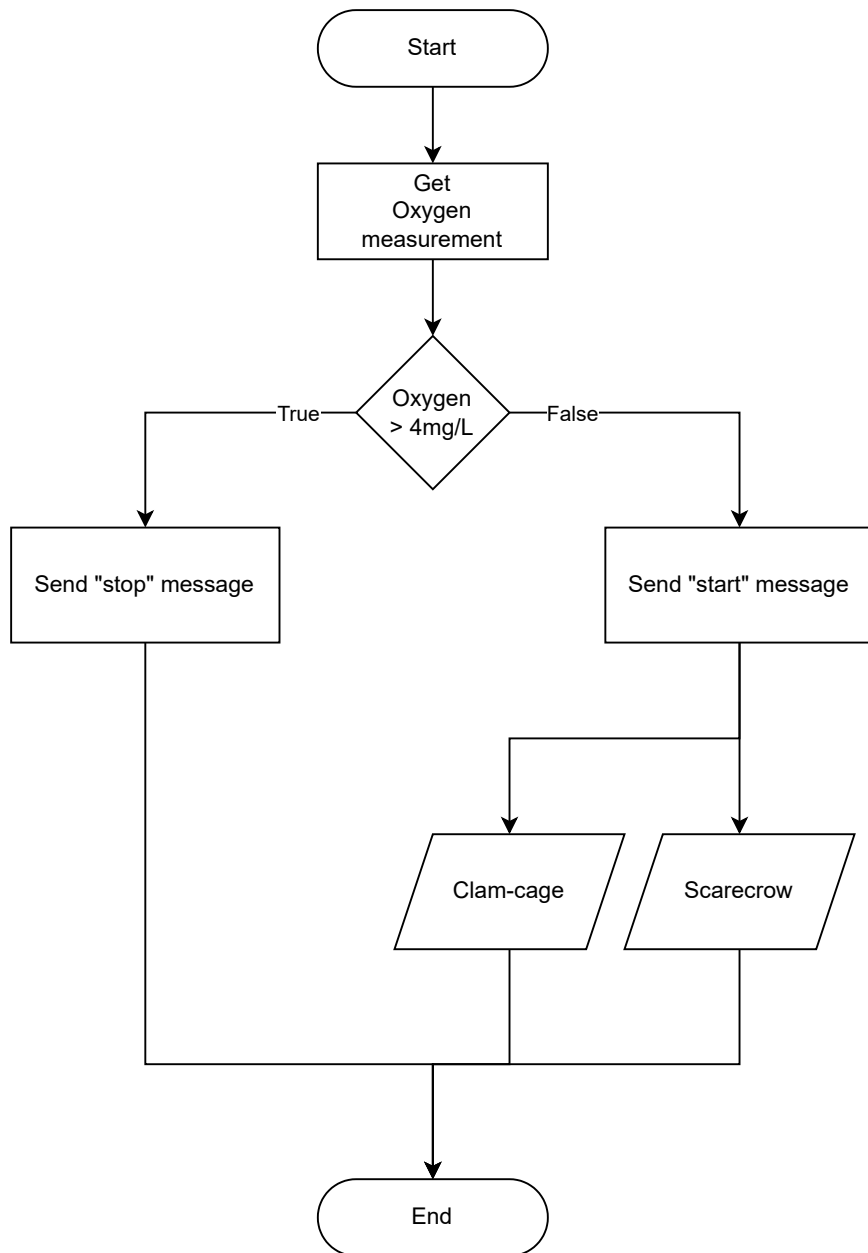 Start
Get
Oxygen
measurement
Oxygen
> 4mg/L
True
False
Send "stop" message
Send "start" message
Clam-cage
Scarecrow
End